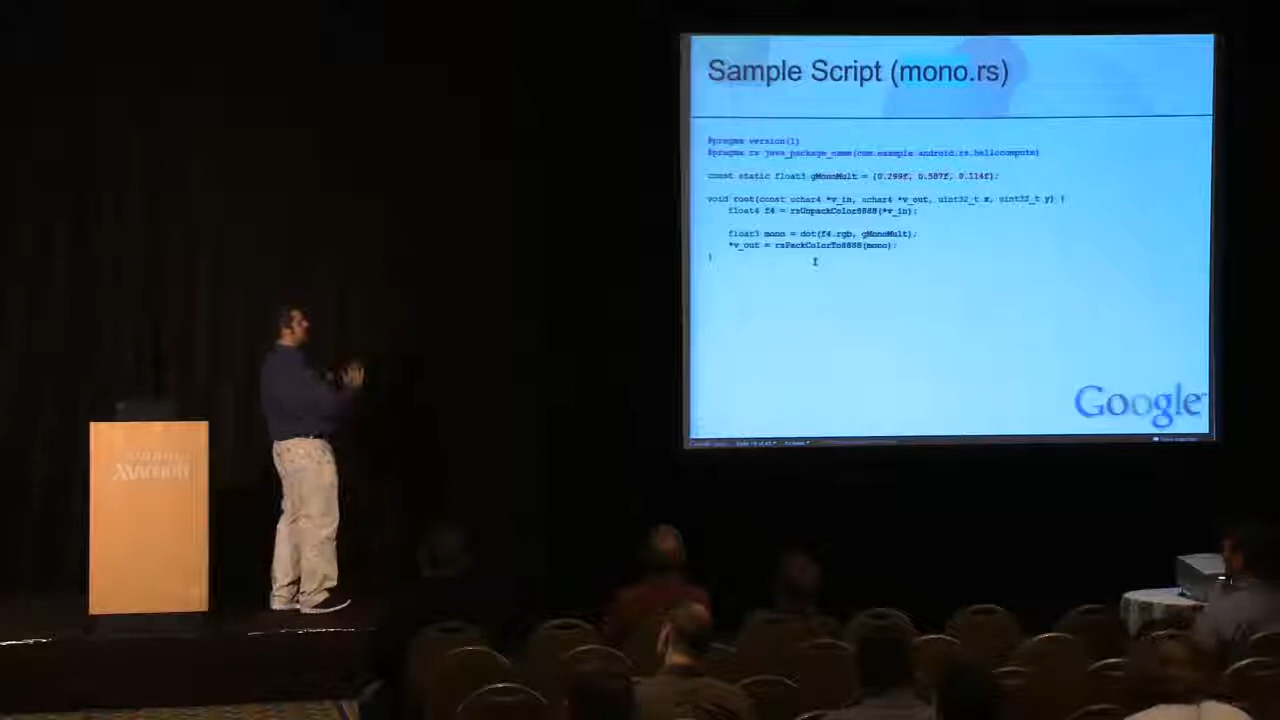 Sample Script (mono.rs)
#pragma version(1)
#pragma rs java_package_name(com.example.android.rs.hellocompute)
const static float3 gMonoMult = {0.299f, 0.587f, 0.114f};
void root(const uchar4 *v_in, uchar4 *v_out, uint32_t x, uint32_t y) {
float4 f4 = rsUnpackColor8888(*v_in);
float3 mono = dot(f4.rgb, gMonoMult);
*v_out = rsPackColorTo8888(mono);
}
Google
Marriott